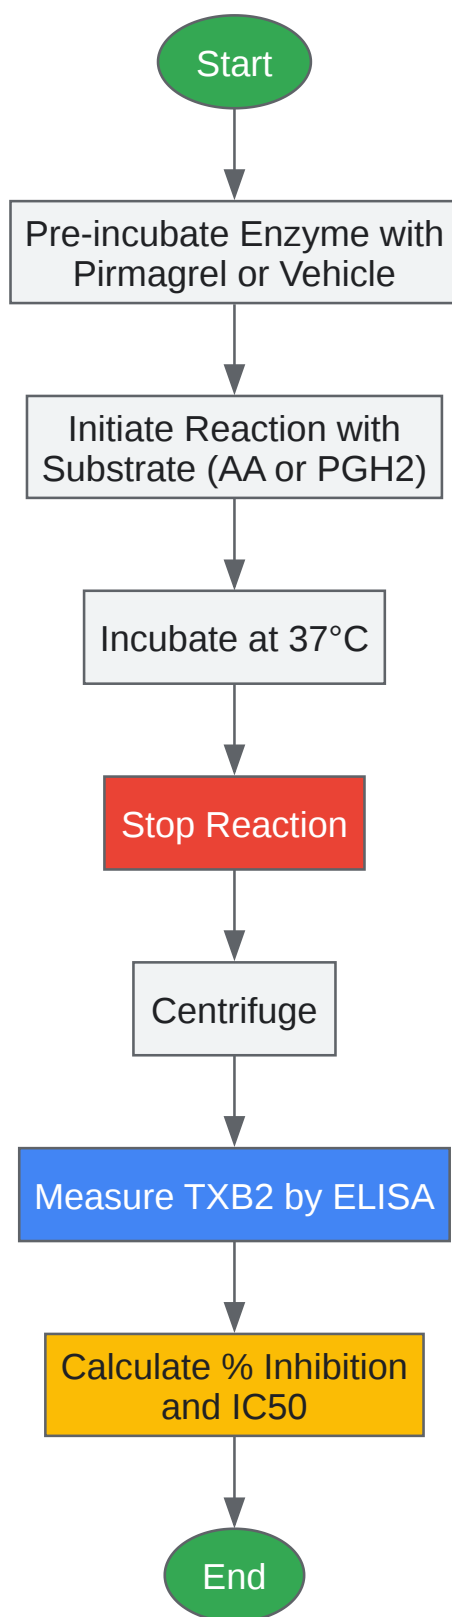 Start
Pre-incubate Enzyme with
Pirmagrel or Vehicle
Initiate Reaction with
Substrate (AA or PGH2)
Incubate at 37°C
Stop Reaction
Centrifuge
Measure TXB2 by ELISA
Calculate % Inhibition
and IC50
End